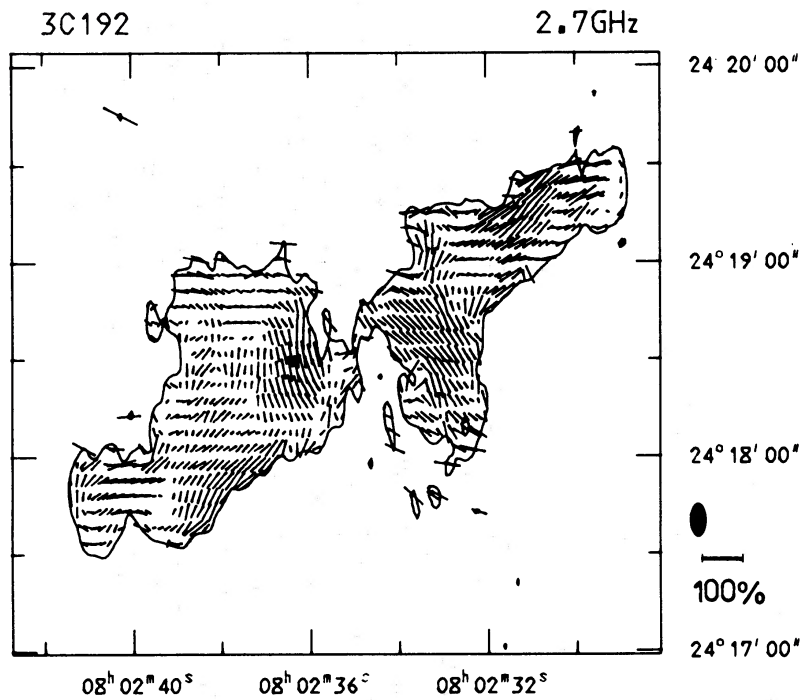 3C192 2.7GHz
24 20' 00"
24° 19' 00"
24° 18' 00"
100%
24° 17' 00"
08ʰ 02ᵐ 40ˢ 08ʰ 02ᵐ 36ᶜ 08ʰ 02ᵐ 32ˢ